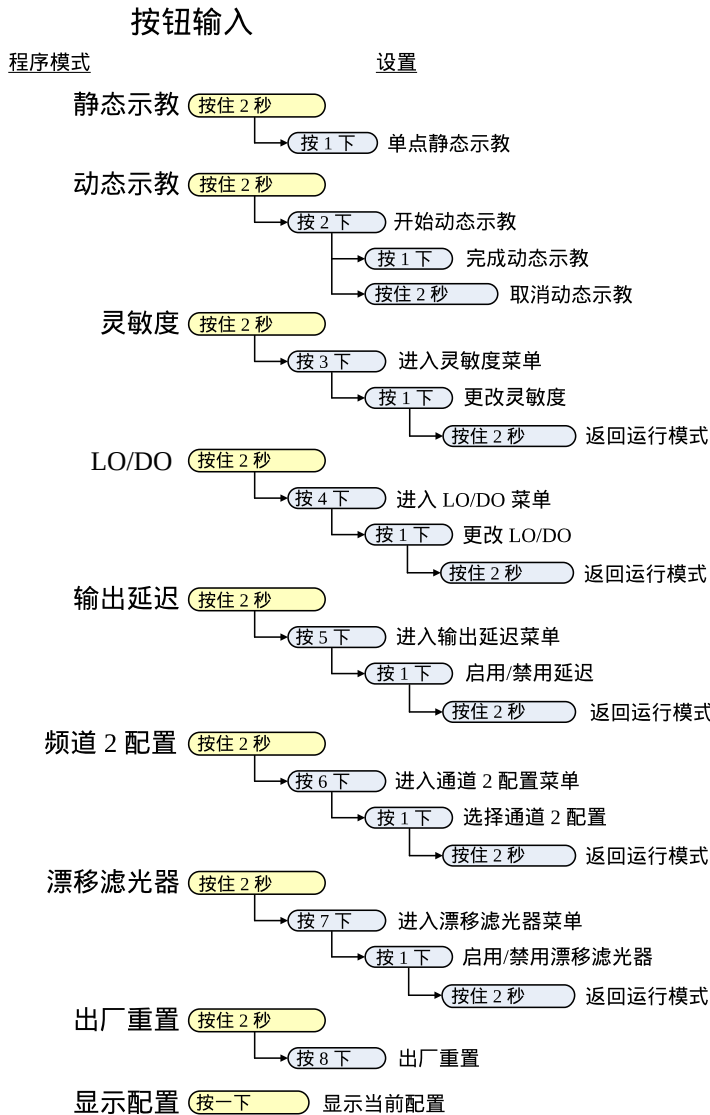 按钮输入
程序模式 设置
静态示教 按住 2 秒
按 1 下 单点静态示教
动态示教 按住 2 秒
按 2 下 开始动态示教
按 1 下 完成动态示教
按住 2 秒 取消动态示教
灵敏度 按住 2 秒
按 3 下 进入灵敏度菜单
按 1 下 更改灵敏度
按住 2 秒 返回运行模式
LO/DO 按住 2 秒
按 4 下 进入 LO/DO 菜单
按 1 下 更改 LO/DO
按住 2 秒 返回运行模式
输出延迟 按住 2 秒
按 5 下 进入输出延迟菜单
按 1 下 启用/禁用延迟
按住 2 秒 返回运行模式
频道 2 配置 按住 2 秒
按 6 下 进入通道 2 配置菜单
按 1 下 选择通道 2 配置
按住 2 秒 返回运行模式
漂移滤光器 按住 2 秒
按 7 下 进入漂移滤光器菜单
按 1 下 启用/禁用漂移滤光器
按住 2 秒 返回运行模式
出厂重置 按住 2 秒
按 8 下 出厂重置
显示配置 按一下 显示当前配置